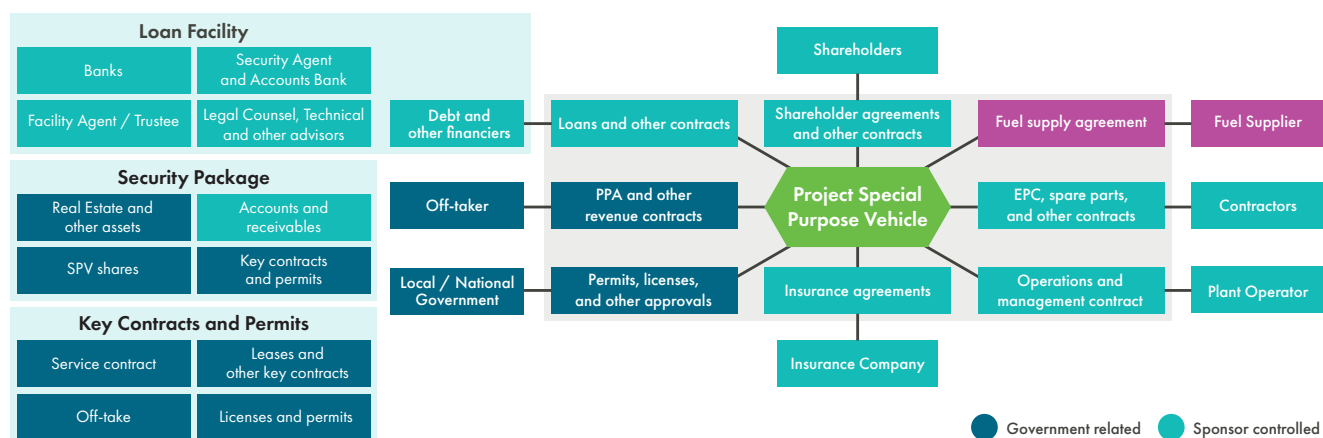 Loan Facility
Banks
Security Agent
and Accounts Bank
Facility Agent / Trustee
Legal Counsel, Technical
and other advisors
Security Package
Real Estate and
other assets
Accounts and
receivables
SPV shares
Key contracts
and permits
Key Contracts and Permits
Service contract
Leases and
other key contracts
Off-take
Licenses and permits
Shareholders
Debt and
other financiers
Loans and other contracts
Shareholder agreements
and other contracts
Fuel supply agreement
Fuel Supplier
Off-taker
PPA and other
revenue contracts
Project Special
Purpose Vehicle
EPC, spare parts,
and other contracts
Contractors
Local / National
Government
Permits, licenses,
and other approvals
Insurance agreements
Operations and
management contract
Plant Operator
Insurance Company
Government related
Sponsor controlled